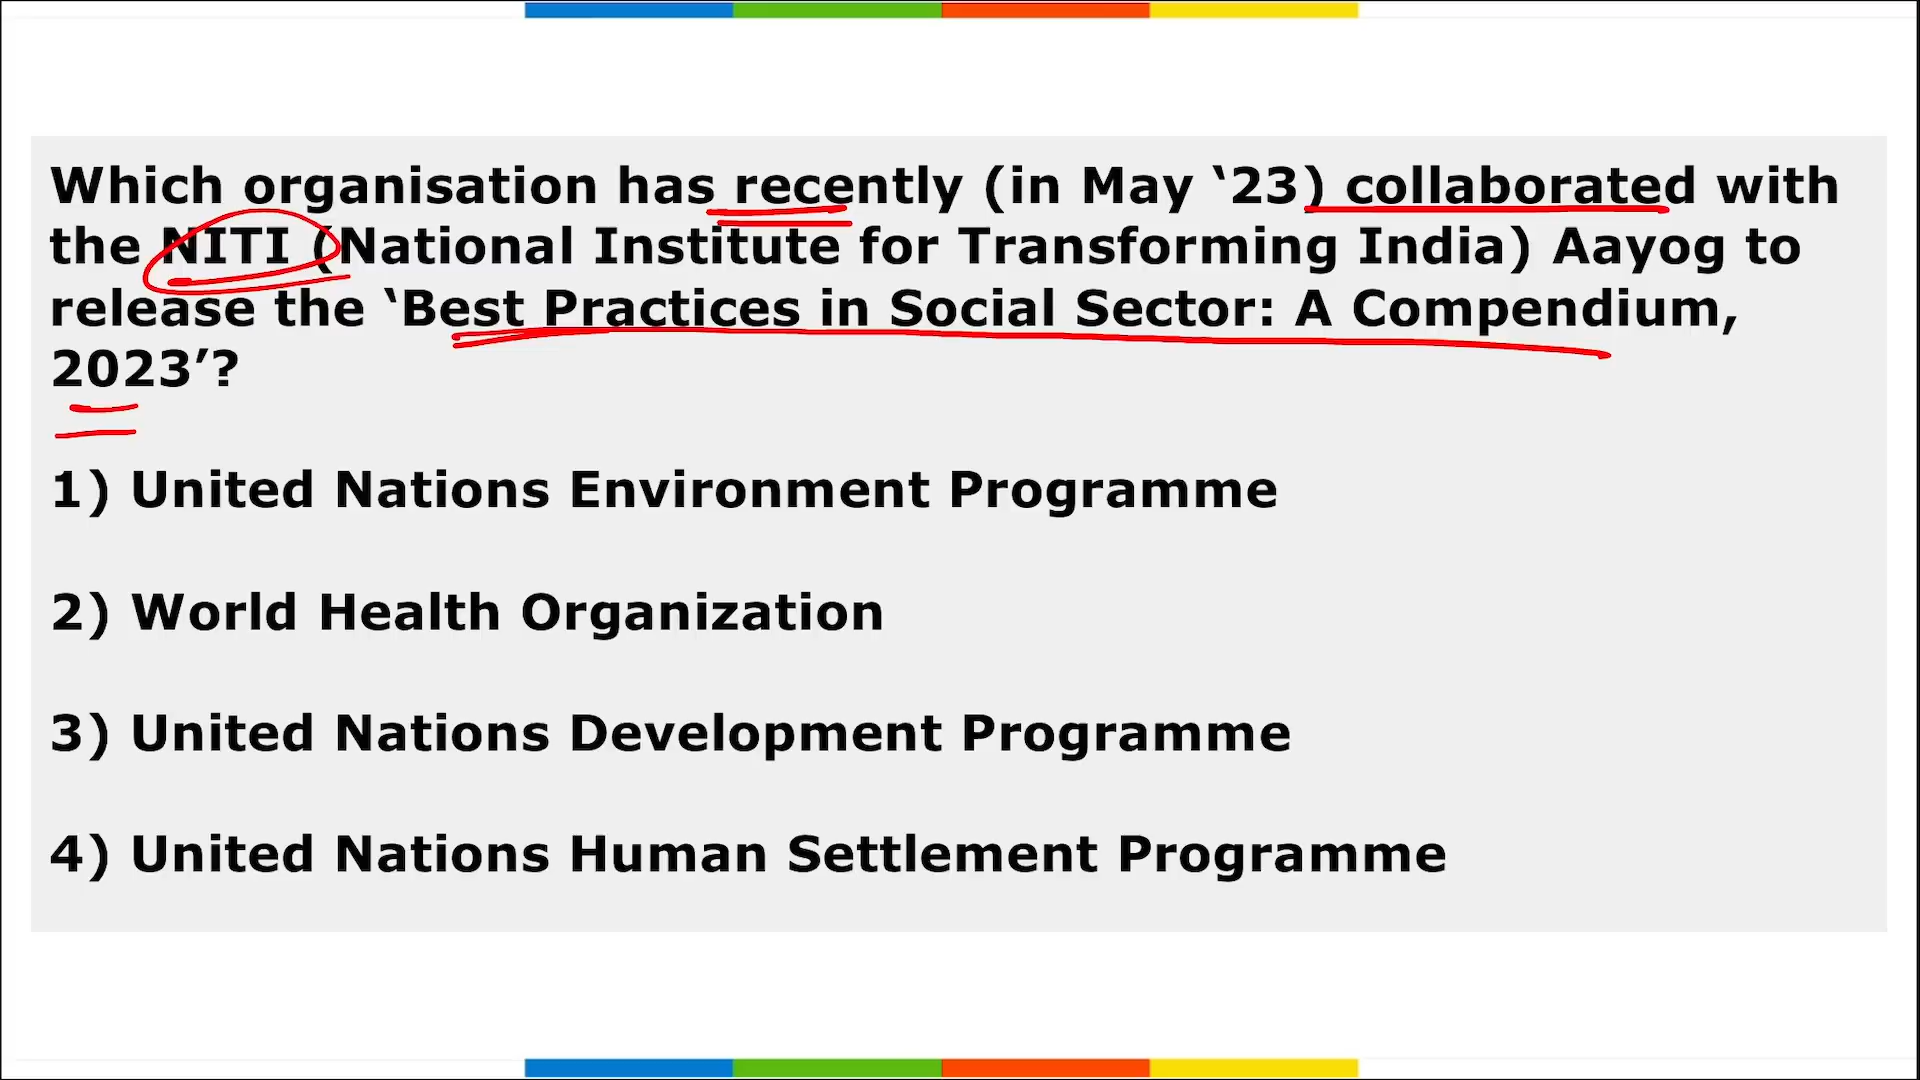 Which organisation has recently (in May ‘23) collaborated with
the NITI (National Institute for Transforming India) Aayog to
release the ‘Best Practices in Social Sector: A Compendium,
2023’?
1) United Nations Environment Programme
2) World Health Organization
3) United Nations Development Programme
4) United Nations Human Settlement Programme